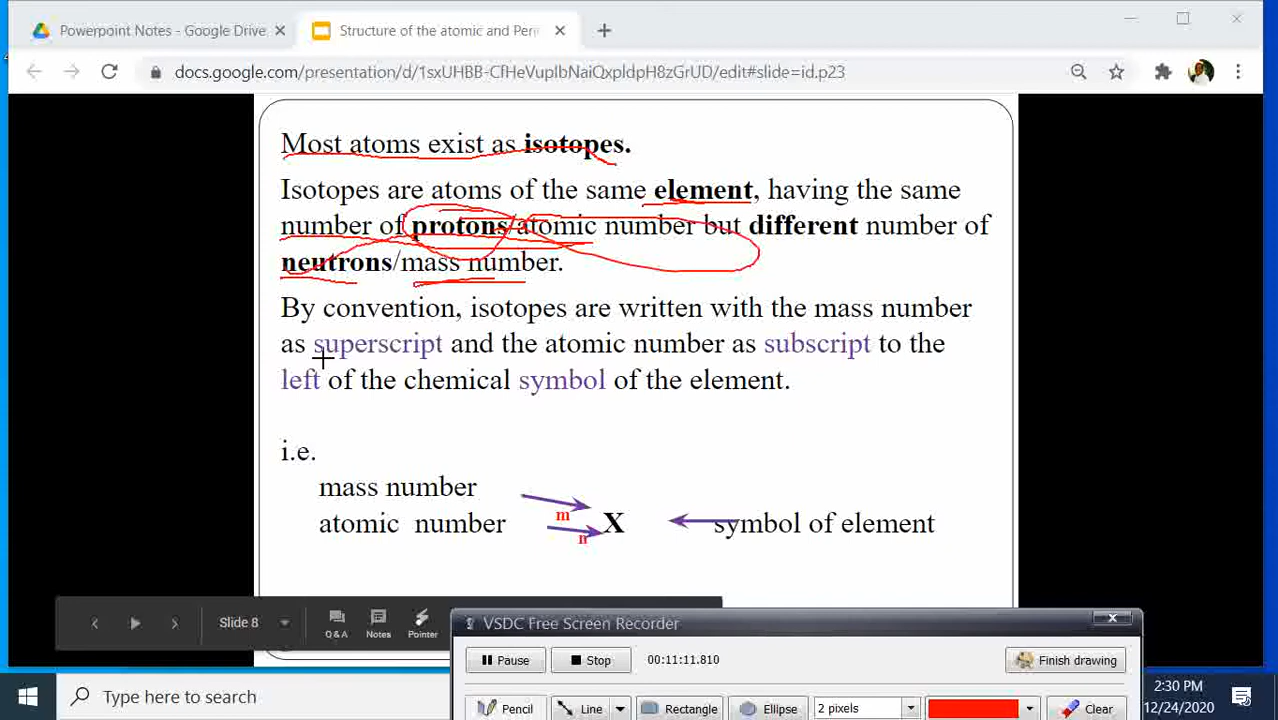 Powerpoint Notes - Google Drive
Structure of the atomic and Peri
docs.google.com/presentation/d/1sxUHBB-CfHeVupIbNaiQxpldpH8zGrUD/edit#slide=id.p23
Most atoms exist as isotopes.
Isotopes are atoms of the same element, having the same
number of protons/atomic number but different number of
neutrons/mass number.
By convention, isotopes are written with the mass number
as superscript and the atomic number as subscript to the
left of the chemical symbol of the element.
i.e.
mass number
m
atomic number X symbol of element
n
Slide 8
Q & A Notes Pointer
VSDC Free Screen Recorder
Pause Stop 00:11:11.810 Finish drawing
Pencil Line Rectangle Ellipse 2 pixels Clear
Type here to search
2:30 PM
12/24/2020